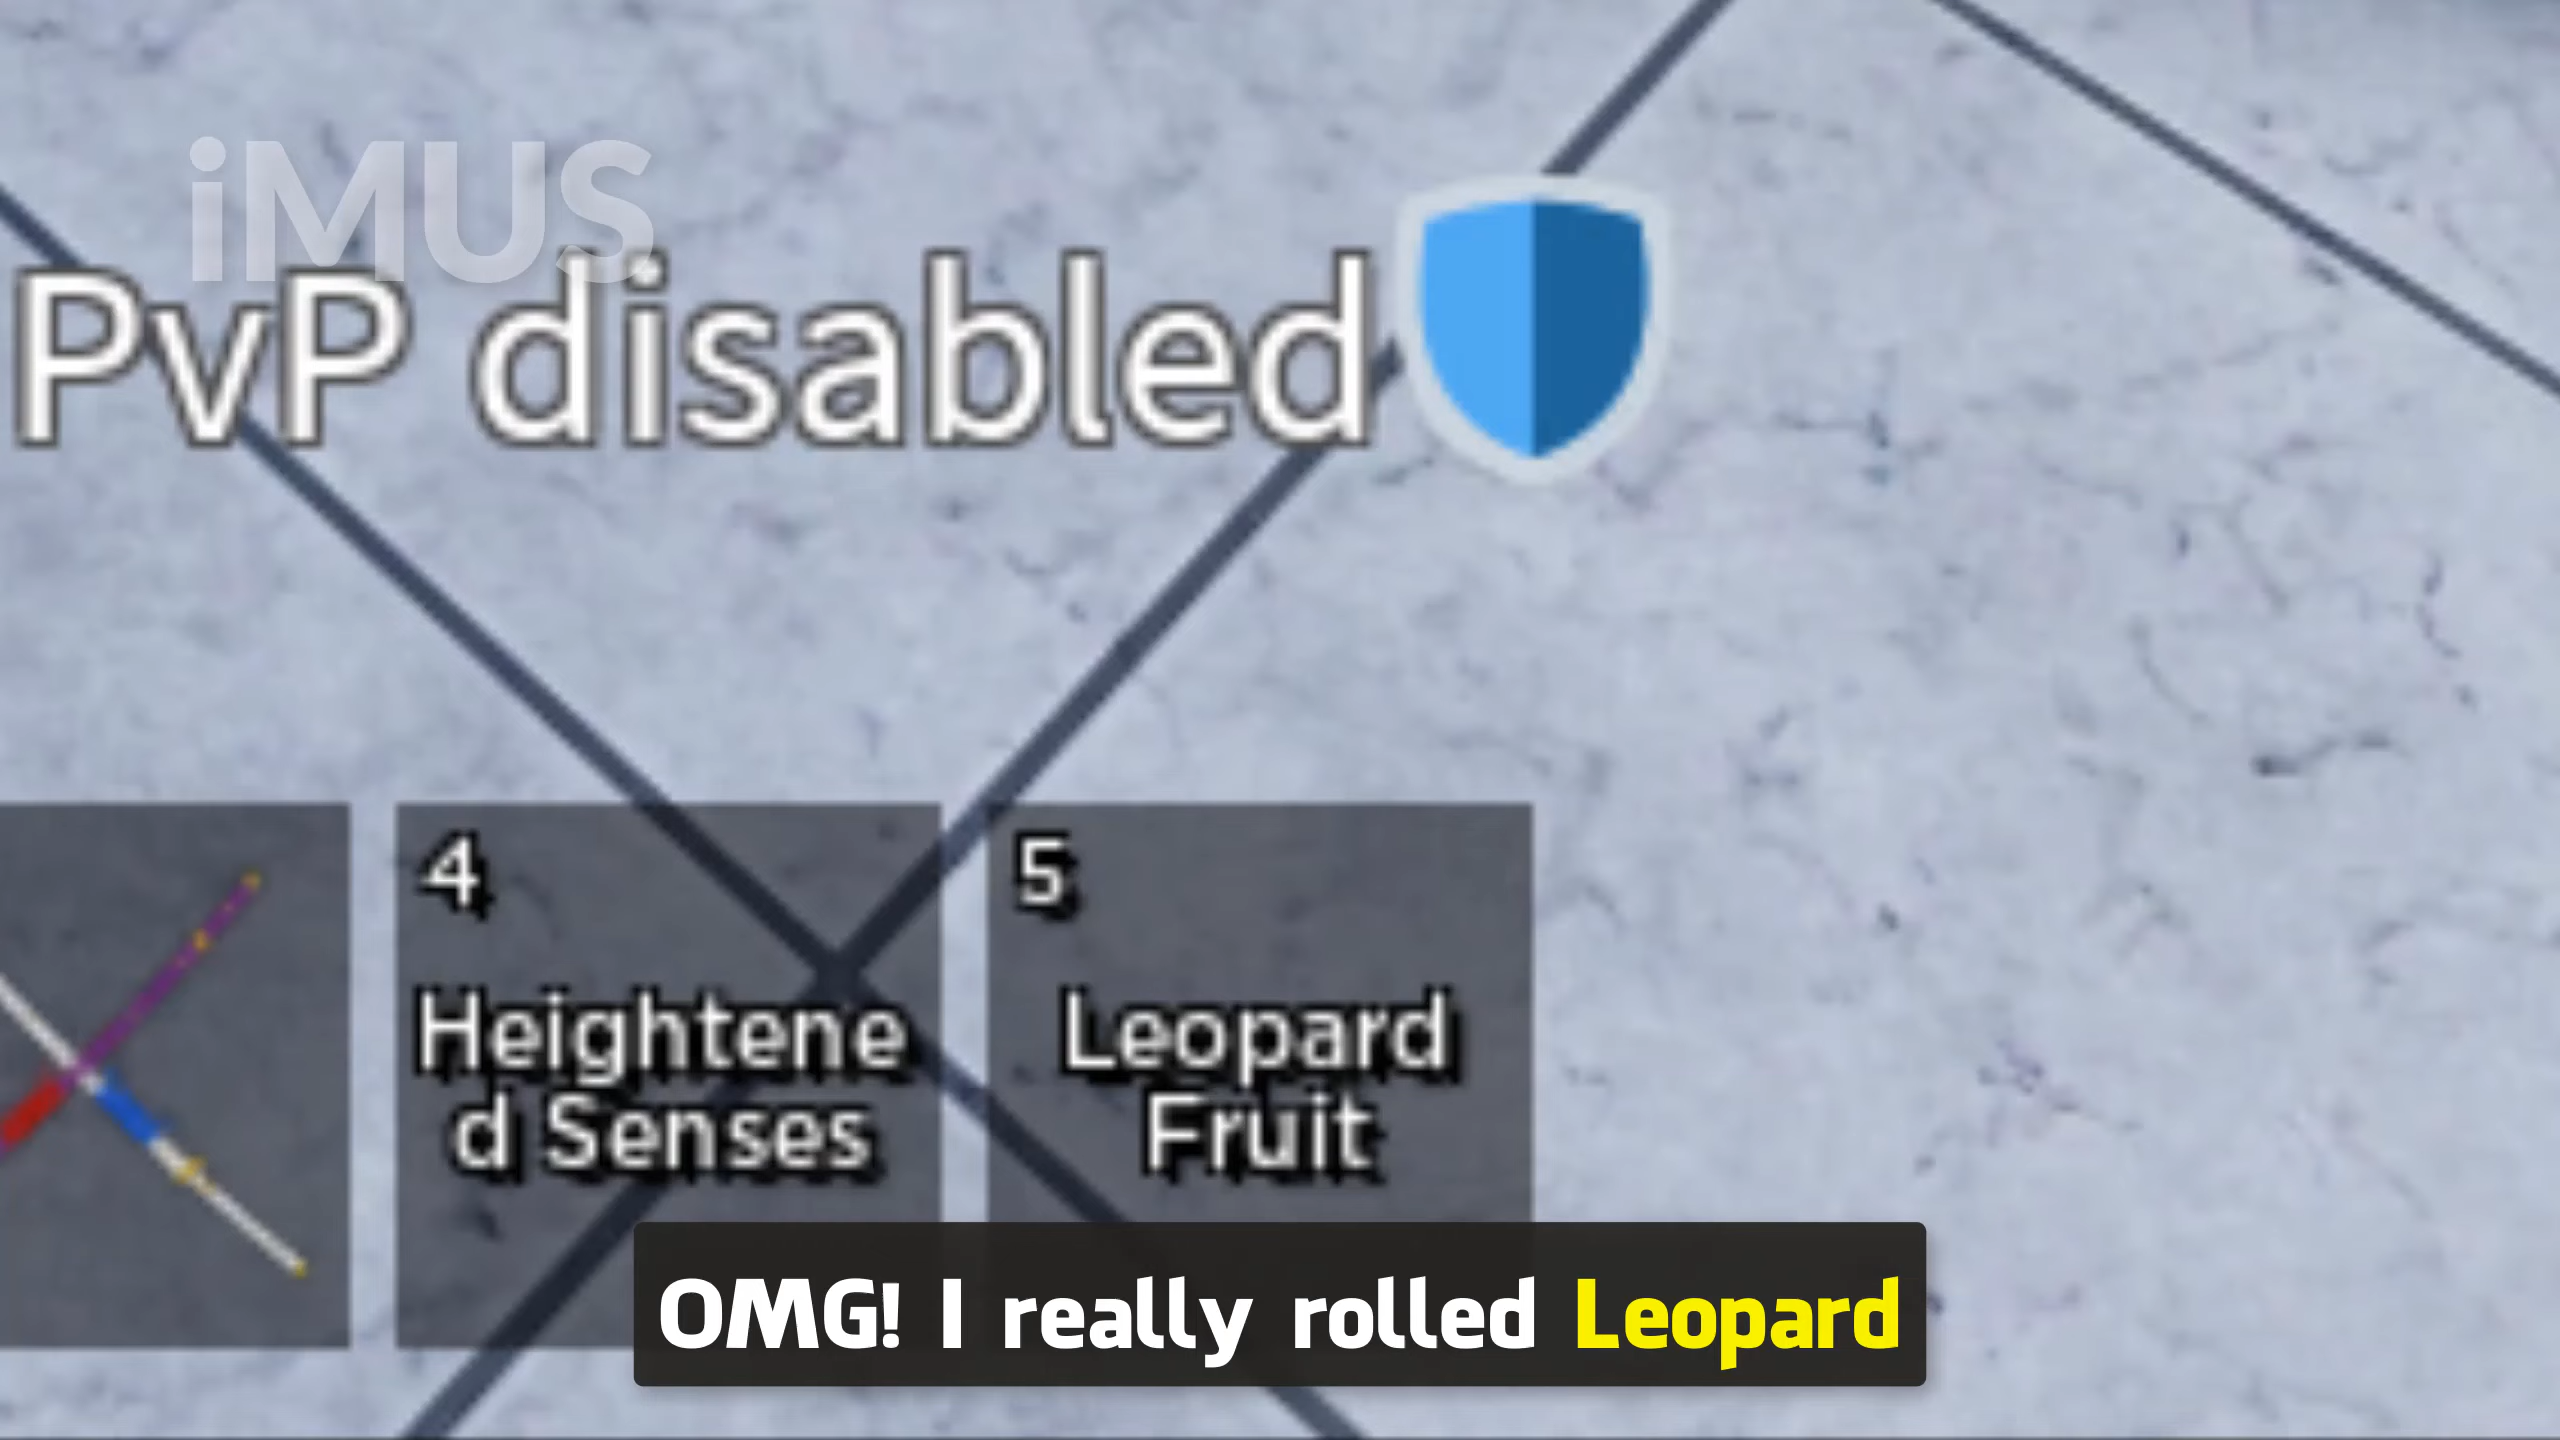 iMUS
PvP disabled
4
Heightene
d Senses
5
Leopard
Fruit
OMG! I really rolled Leopard